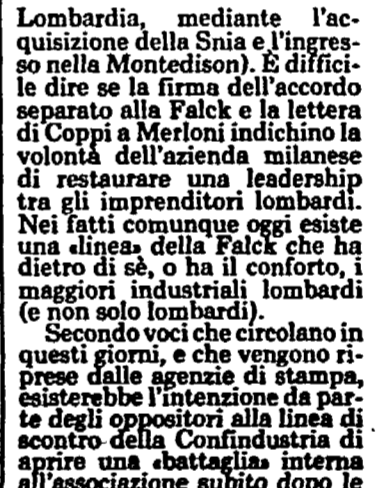 Lombardia, mediante l'ac-
quisizione della Snia e l'ingres-
so nella Montedison). È diffici-
le dire se la firma dell'accordo
separato alla Falck e la lettera
di Coppi a Merloni indichino la
volontà dell'azienda milanese
di restaurare una leadership
tra gli imprenditori lombardi.
Nei fatti comunque oggi esiste
una «linea» della Falck che ha
dietro di sè, o ha il conforto, i
maggiori industriali lombardi
(e non solo lombardi).
Secondo voci che circolano in
questi giorni, e che vengono ri-
prese dalle agenzie di stampa,
esisterebbe l'intenzione da par-
te degli oppositori alla linea di
scontro della Confindustria di
aprire una «battaglia» interna
all'associazione subito dopo le